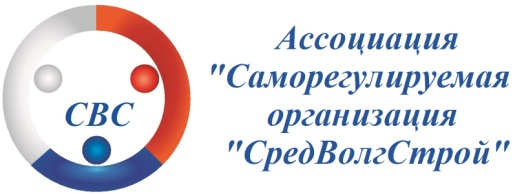 СВС
Ассоциация
"Саморегулируемая
организация
"СредВолгСтрой"